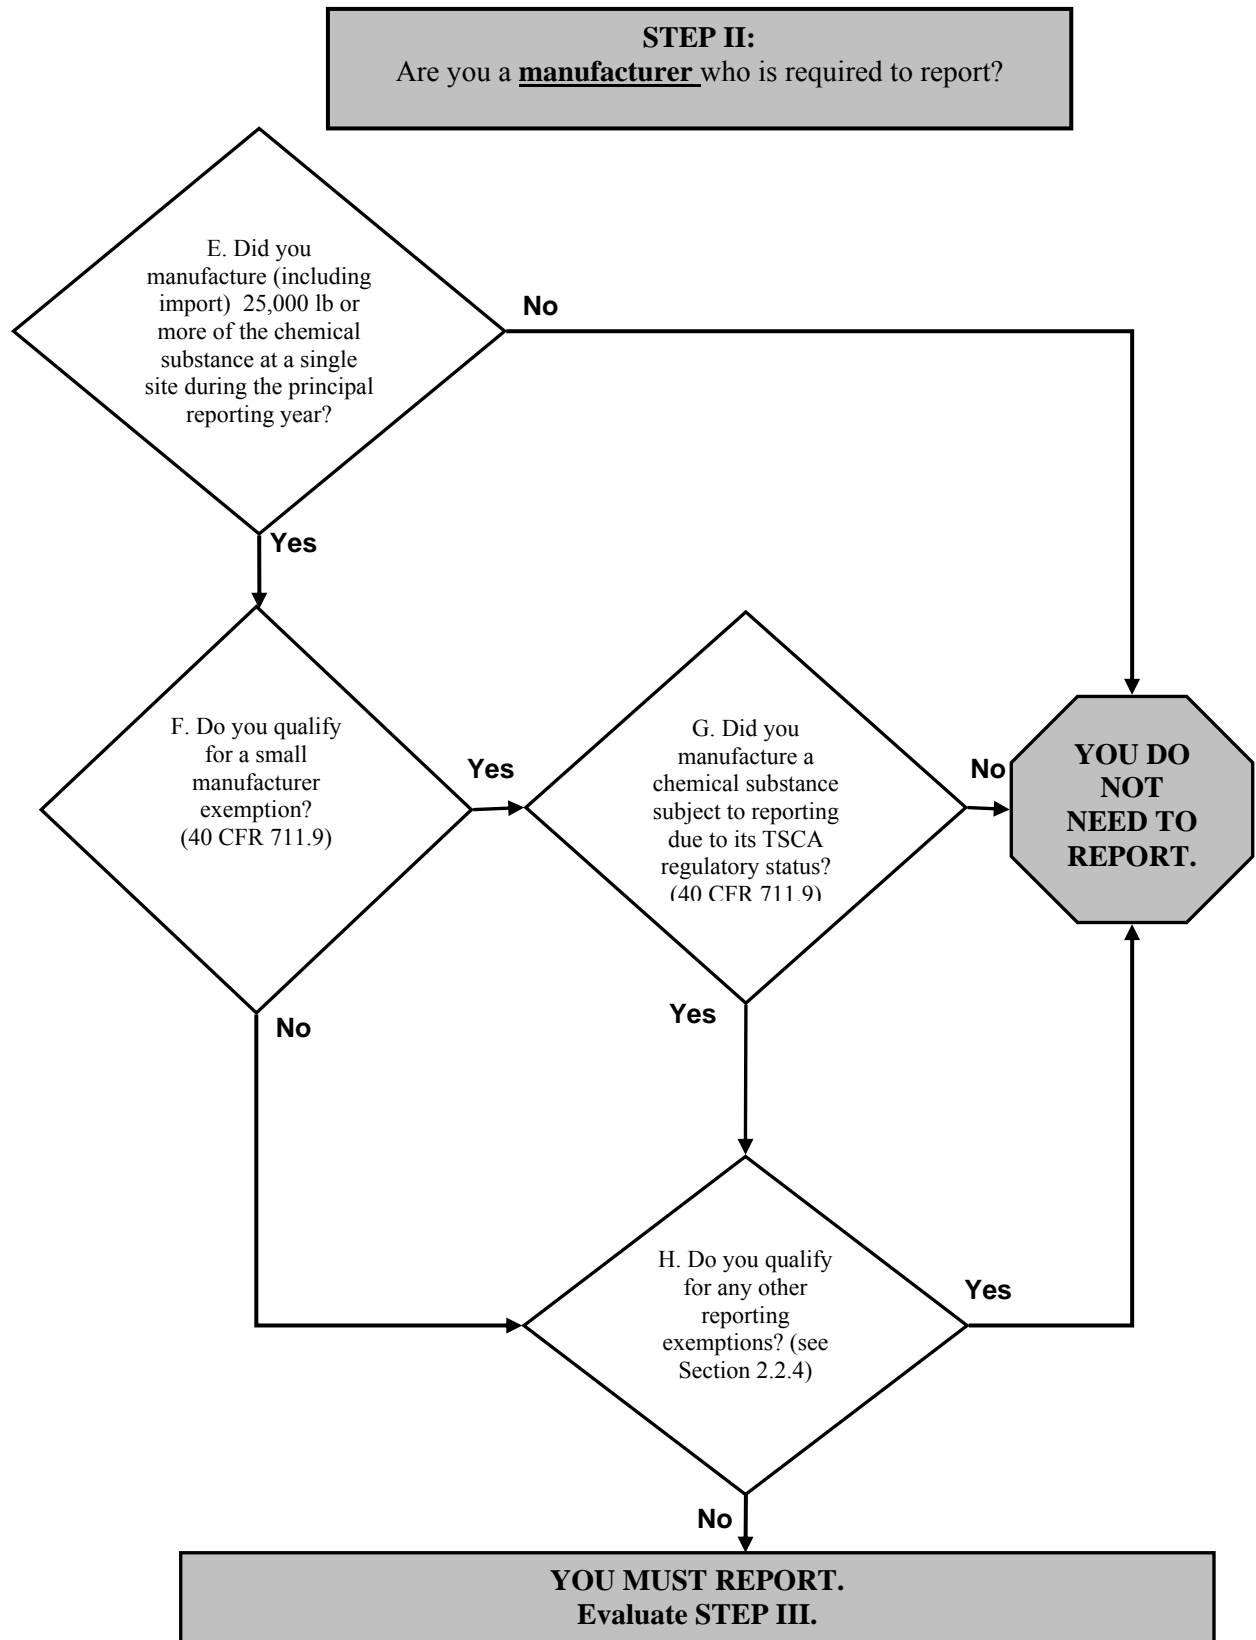 STEP II:
Are you a manufacturer who is required to report?
E. Did you
manufacture (including
import) 25,000 lb or
more of the chemical
substance at a single
site during the principal
reporting year?
No
Yes
F. Do you qualify
for a small
manufacturer
exemption?
(40 CFR 711.9)
Yes
G. Did you
manufacture a
chemical substance
subject to reporting
due to its TSCA
regulatory status?
(40 CFR 711.9)
No
YOU DO
NOT
NEED TO
REPORT.
No
Yes
H. Do you qualify
for any other
reporting
exemptions? (see
Section 2.2.4)
Yes
No
YOU MUST REPORT.
Evaluate STEP III.